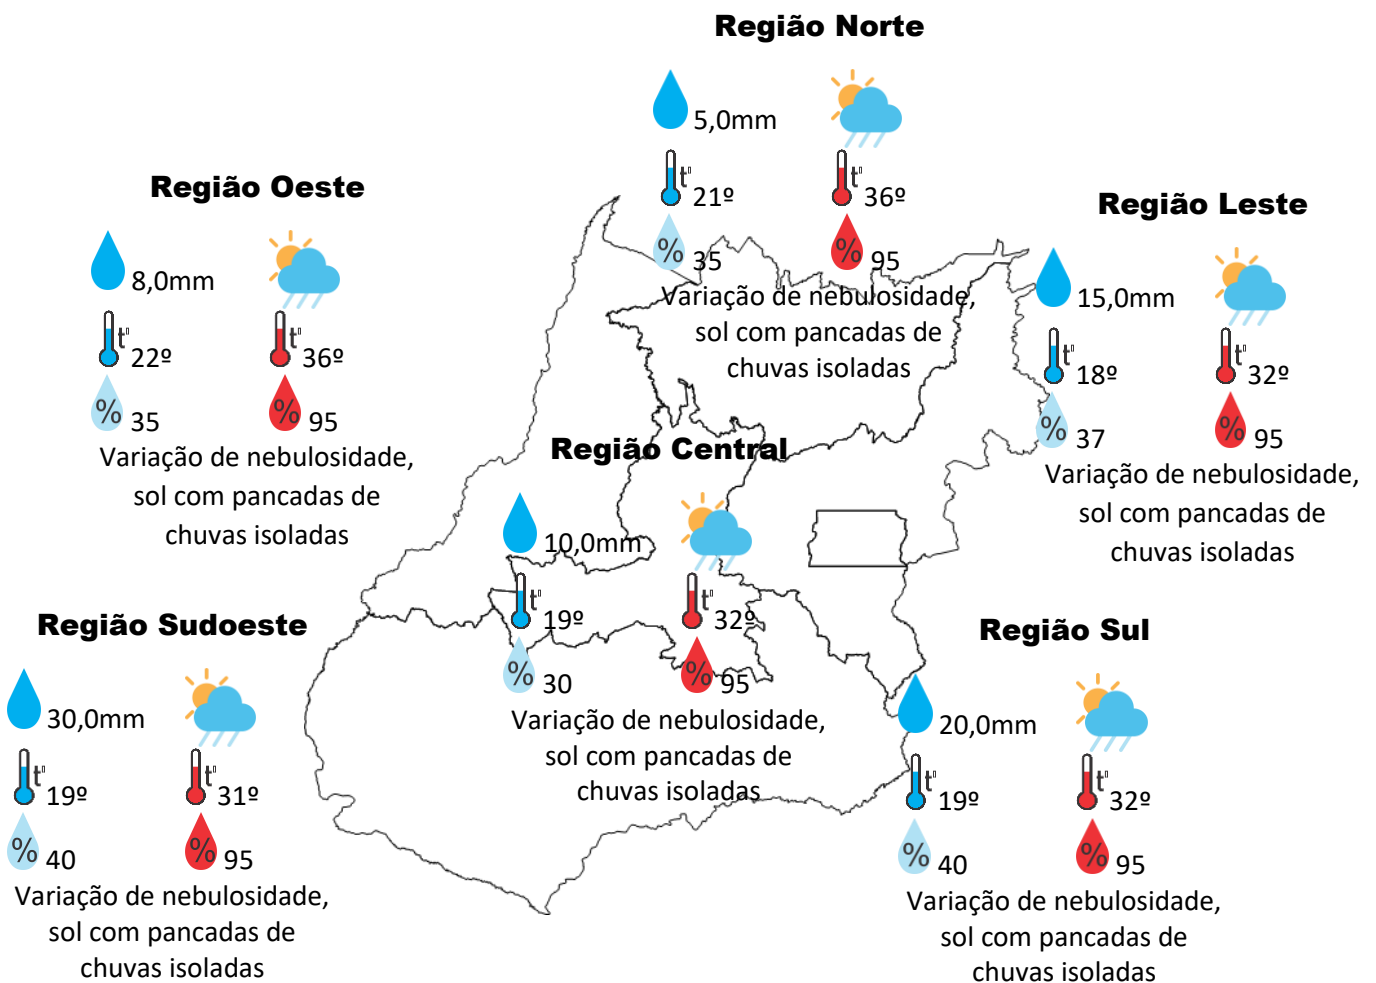 Região Norte
5,0mm
t°
21º
t°
36º
%
35
%
95
Variação de nebulosidade,
sol com pancadas de
chuvas isoladas
Região Oeste
8,0mm
t°
22º
t°
36º
%
35
%
95
Variação de nebulosidade,
sol com pancadas de
chuvas isoladas
Região Leste
15,0mm
t°
18º
t°
32º
%
37
%
95
Variação de nebulosidade,
sol com pancadas de
chuvas isoladas
Região Central
10,0mm
t°
19º
t°
32º
%
30
%
95
Variação de nebulosidade,
sol com pancadas de
chuvas isoladas
Região Sudoeste
30,0mm
t°
19º
t°
31º
%
40
%
95
Variação de nebulosidade,
sol com pancadas de
chuvas isoladas
Região Sul
20,0mm
t°
19º
t°
32º
%
40
%
95
Variação de nebulosidade,
sol com pancadas de
chuvas isoladas